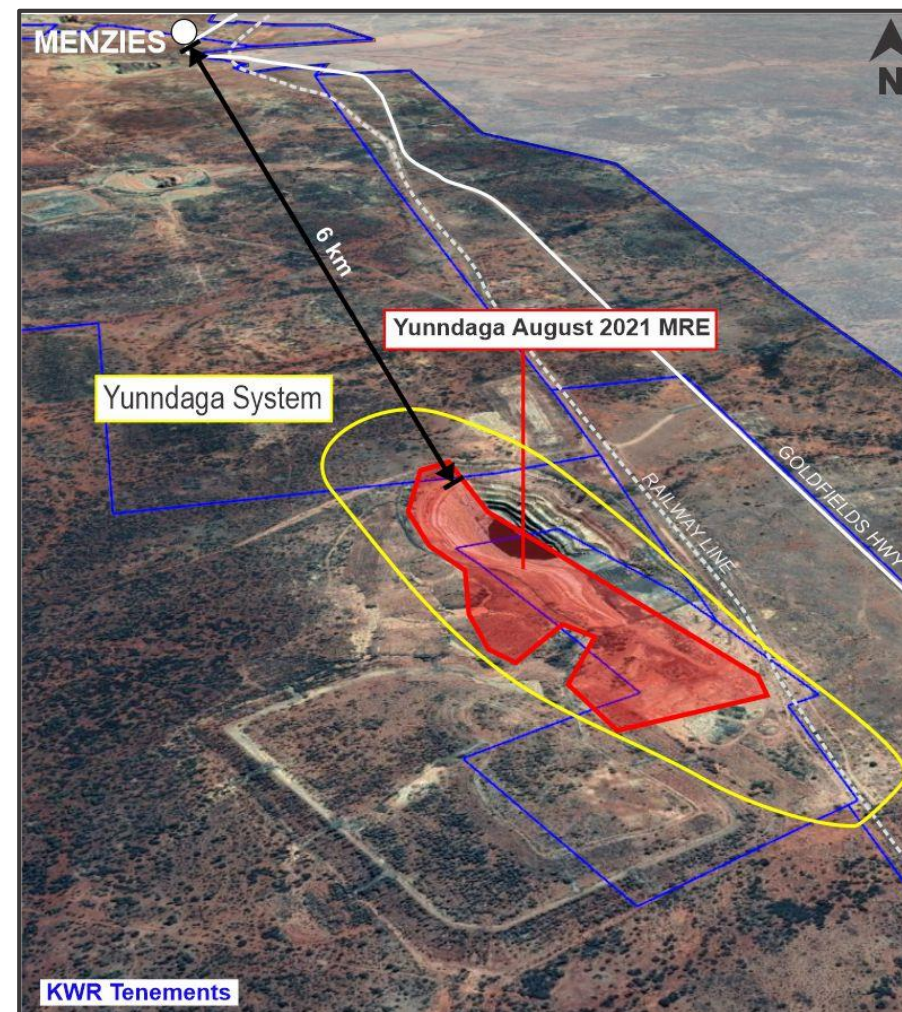 MENZIES
N
6 km
Yunndaga August 2021 MRE
Yunndaga System
GOLDFIELDS HWY
RAILWAY LINE
KWR Tenements